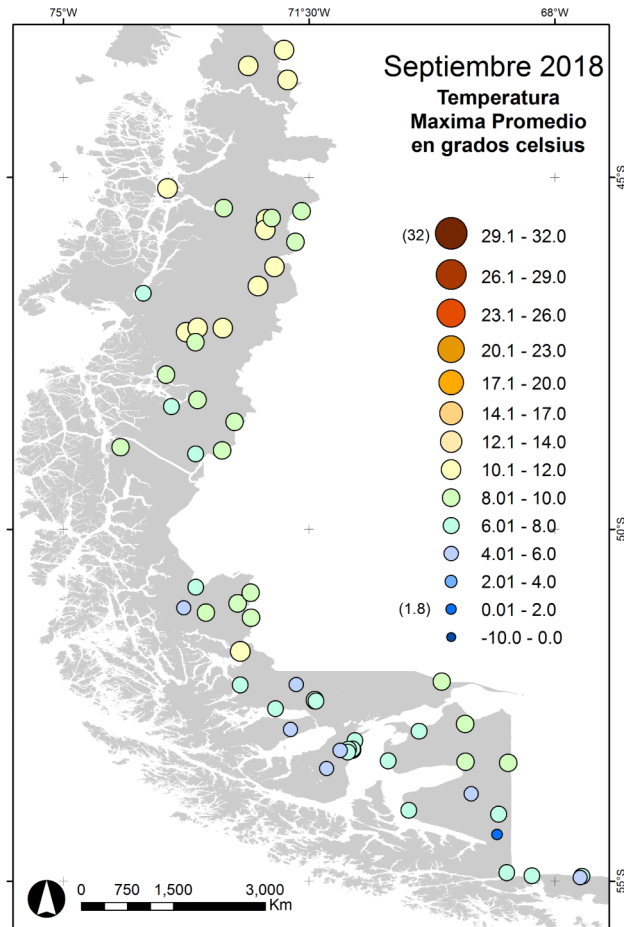 75°W 71°30'W 68°W
Septiembre 2018
Temperatura
Maxima Promedio
en grados celsius
45°S
45°S
(32) 29.1 - 32.0
26.1 - 29.0
23.1 - 26.0
20.1 - 23.0
17.1 - 20.0
14.1 - 17.0
12.1 - 14.0
10.1 - 12.0
8.01 - 10.0
6.01 - 8.0
50°S
50°S
4.01 - 6.0
2.01 - 4.0
(1.8) 0.01 - 2.0
-10.0 - 0.0
55°S
55°S
0 750 1,500 3,000
Km